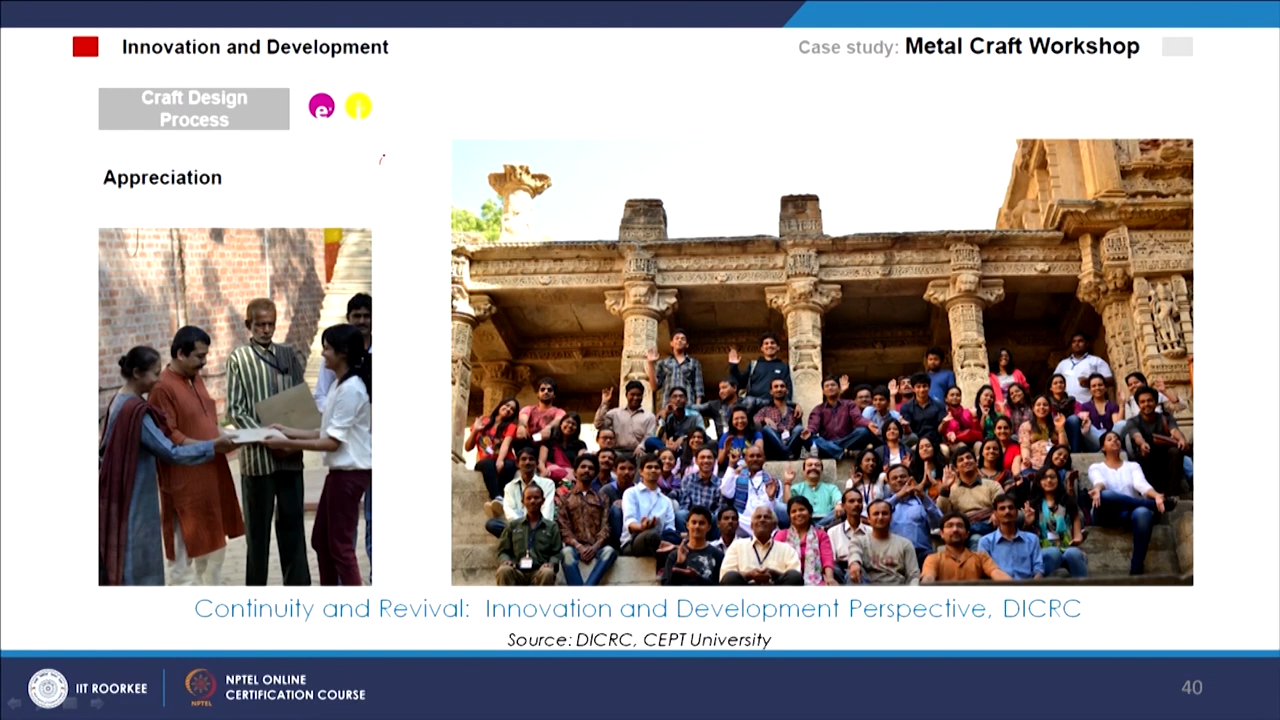 Innovation and Development
Case study: Metal Craft Workshop
Craft Design
Process
e.
i
Appreciation
Continuity and Revival: Innovation and Development Perspective, DICRC
Source: DICRC, CEPT University
IIT ROORKEE
NPTEL ONLINE
CERTIFICATION COURSE
NPTEL
40